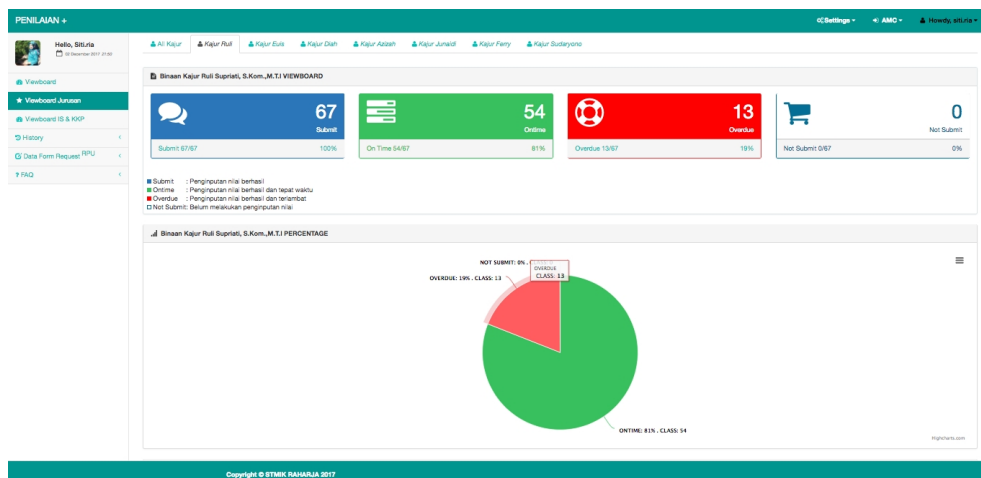 PENILAIAN +
Settings
AMC
Howdy, siti.ria
Hello, Siti.ria
02 December 2017 21:50
Viewboard
Viewboard Jurusan
Viewboard IS & KKP
History
Data Form Request RPU
? FAQ
All Kajur
Kajur Ruli
Kajur Euis
Kajur Diah
Kajur Azizah
Kajur Junaidi
Kajur Ferry
Kajur Sudaryono
Binaan Kajur Ruli Supriati, S.Kom.,M.T.I VIEWBOARD
67
Submit
Submit 67/67 100%
54
Ontime
On Time 54/67 81%
13
Overdue
Overdue 13/67 19%
0
Not Submit
Not Submit 0/67 0%
Submit : Penginputan nilai berhasil
Ontime : Penginputan nilai berhasil dan tepat waktu
Overdue : Penginputan nilai berhasil dan terlambat
Not Submit: Belum melakukan penginputan nilai
Binaan Kajur Ruli Supriati, S.Kom.,M.T.I PERCENTAGE
NOT SUBMIT: 0% .
OVERDUE: 19% . CLASS: 13
OVERDUE
CLASS: 13
ONTIME: 81% . CLASS: 54
Highcharts.com
Copyright © STMIK RAHARJA 2017